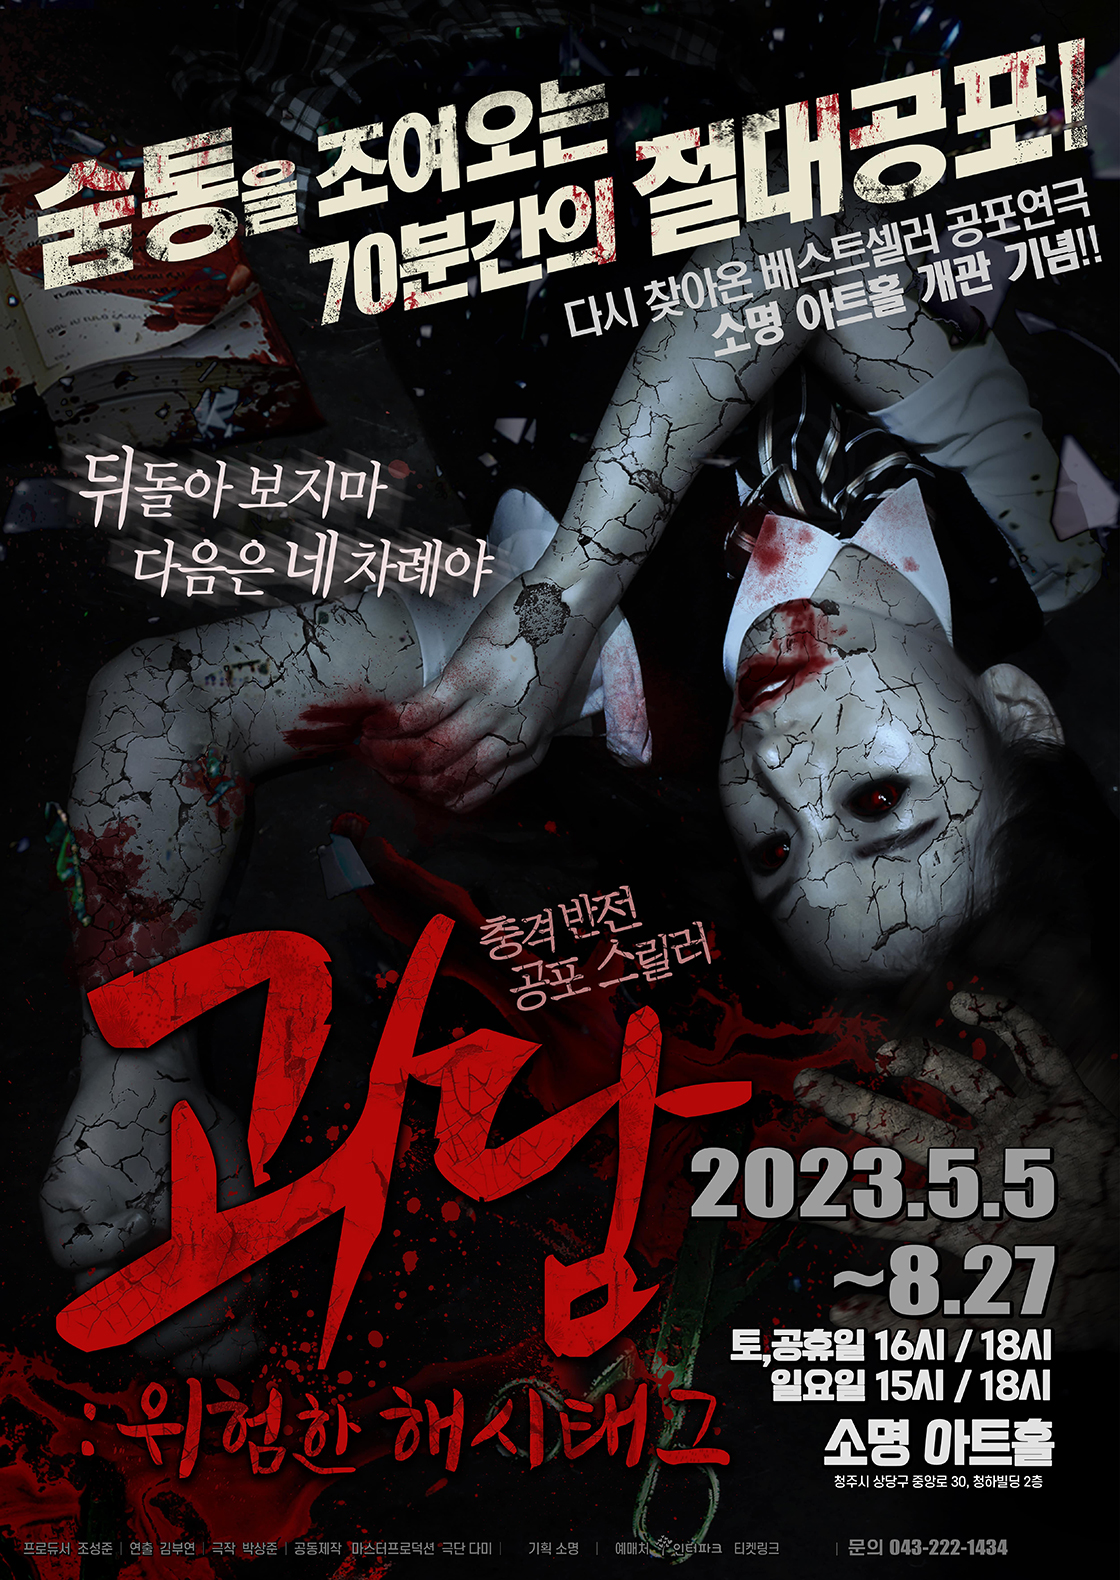 숨통을 조여오는
70분간의 절대공포!
다시 찾아온 베스트셀러 공포연극
소명 아트홀 개관 기념!!
뒤돌아 보지마
다음은 네 차례야
충격 반전
공포 스릴러
괴담
: 위험한 해시태그
2023.5.5
~8.27
토,공휴일 16시 / 18시
일요일 15시 / 18시
소명 아트홀
청주시 상당구 중앙로 30, 청하빌딩 2층
프로듀서 조성준 | 연출 김부연 | 극작 박상준 | 공동제작 마스터프로덕션 극단 다미 | 기획 소명 | 예매처 인터파크 티켓링크 | 문의 043-222-1434